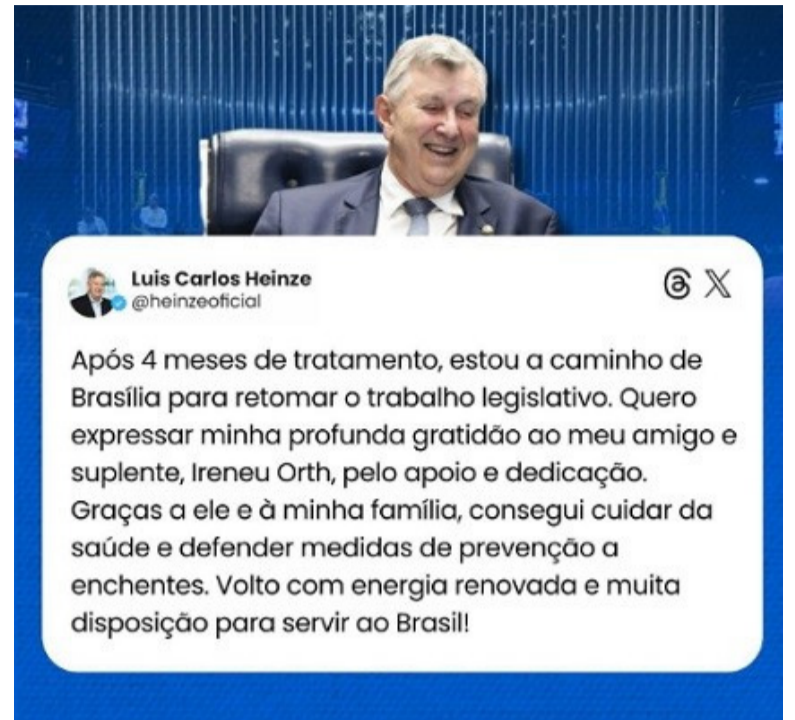 Luis Carlos Heinze
@heinzeoficial
Após 4 meses de tratamento, estou a caminho de
Brasília para retomar o trabalho legislativo. Quero
expressar minha profunda gratidão ao meu amigo e
suplente, Ireneu Orth, pelo apoio e dedicação.
Graças a ele e à minha família, consegui cuidar da
saúde e defender medidas de prevenção a
enchentes. Volto com energia renovada e muita
disposição para servir ao Brasil!